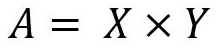 A = X × Y